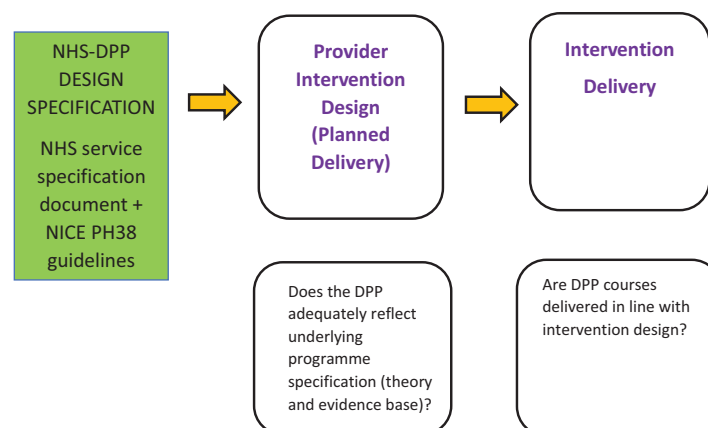 NHS-DPP
DESIGN
SPECIFICATION
NHS service
specification
document +
NICE PH38
guidelines
Provider
Intervention
Design
(Planned
Delivery)
Intervention
Delivery
Does the DPP
adequately reflect
underlying
programme
specification (theory
and evidence base)?
Are DPP courses
delivered in line with
intervention design?